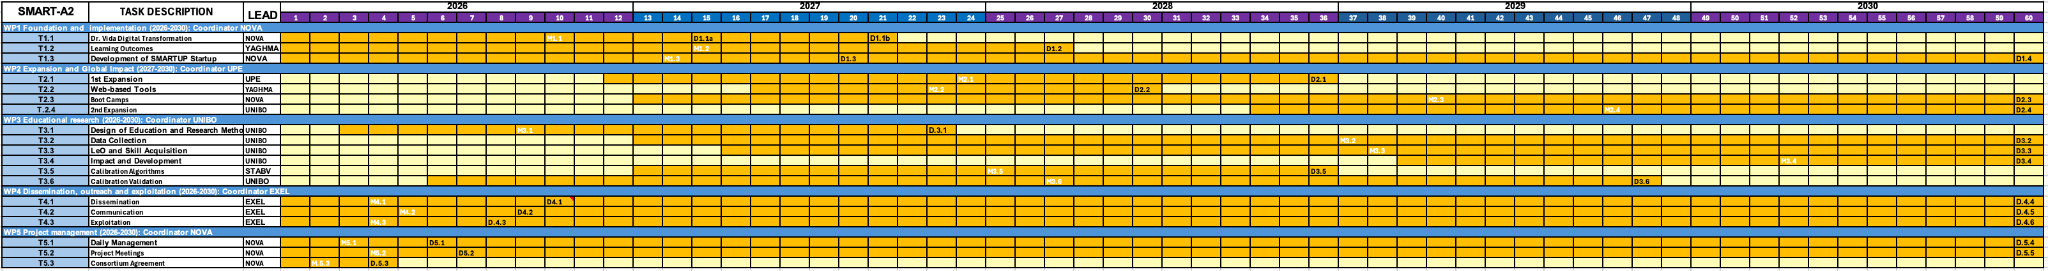 SMART-A2 TASK DESCRIPTION LEAD 2026 2027 2028 2029 2030
1 2 3 4 5 6 7 8 9 10 11 12 13 14 15 16 17 18 19 20 21 22 23 24 25 26 27 28 29 30 31 32 33 34 35 36 37 38 39 40 41 42 43 44 45 46 47 48 49 50 51 52 53 54 55 56 57 58 59 60
WP1 Foundation and implementation (2026-2030): Coordinator NOVA
T1.1 Dr. Vida Digital Transformation NOVA M1.1 D1.1a D1.1b
T1.2 Learning Outcomes YAGHMA M1.2 D1.2
T1.3 Development of SMARTUP Startup NOVA M1.3 D1.3 D1.4
WP2 Expansion and Global Impact (2027-2030): Coordinator UPE
T2.1 1st Expansion UPE M2.1 D2.1
T2.2 Web-based Tools YAGHMA M2.2 D2.2
T2.3 Boot Camps NOVA M2.3 D2.3
T.2.4 2nd Expansion UNIBO M2.4 D2.4
WP3 Educational research (2026-2030): Coordinator UNIBO
T3.1 Design of Education and Research Metho UNIBO M3.1 D.3.1
T3.2 Data Collection UNIBO M3.2 D3.2
T3.3 LeO and Skill Acquisition UNIBO M3.3 D3.3
T3.4 Impact and Development UNIBO M3.4 D3.4
T3.5 Calibration Algorithms STABV M3.5 D3.5
T3.6 Calibration Validation UNIBO M3.6 D3.6
WP4 Dissemination, outreach and exploitation (2026-2030): Coordinator EXEL
T4.1 Dissemination EXEL M4.1 D4.1 D.4.4
T4.2 Communication EXEL M4.2 D4.2 D.4.5
T4.3 Exploitation EXEL M4.3 D.4.3 D.4.6
WP5 Project management (2026-2030): Coordinator NOVA
T5.1 Daily Management NOVA M5.1 D5.1 D.5.4
T5.2 Project Meetings NOVA M5.2 D5.2 D.5.5
T5.3 Consortium Agreement NOVA M.5.3 D.5.3